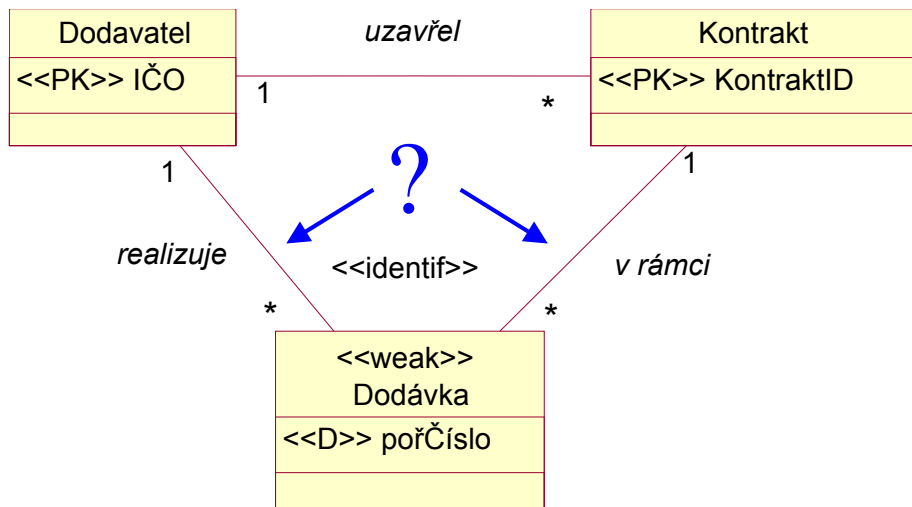 Dodavatel
uzavřel
Kontrakt
<<PK>> IČO
<<PK>> KontraktID
1
*
?
1
1
realizuje
<<identif>>
v rámci
*
*
<<weak>>
Dodávka
<<D>> pořČíslo